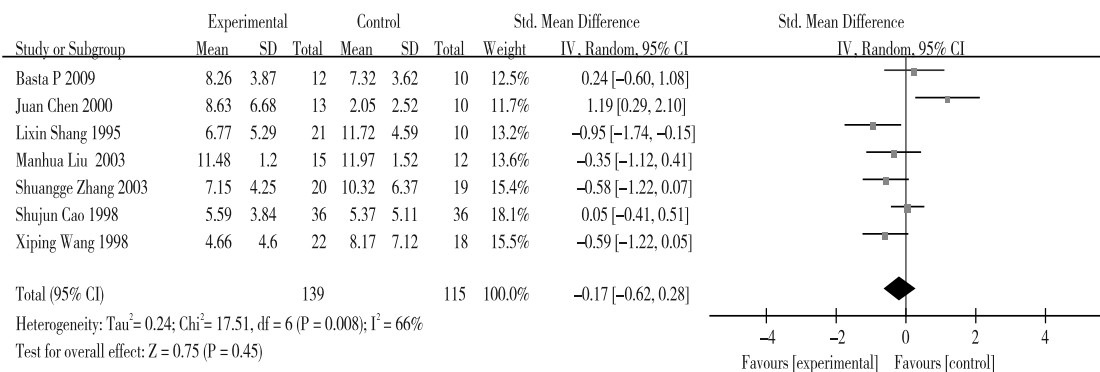 Experimental Control Std. Mean Difference Std. Mean Difference
Study or Subgroup Mean SD Total Mean SD Total Weight IV, Random, 95% CI IV, Random, 95% CI
Basta P 2009 8.26 3.87 12 7.32 3.62 10 12.5% 0.24 [−0.60, 1.08]
Juan Chen 2000 8.63 6.68 13 2.05 2.52 10 11.7% 1.19 [0.29, 2.10]
Lixin Shang 1995 6.77 5.29 21 11.72 4.59 10 13.2% −0.95 [−1.74, −0.15]
Manhua Liu 2003 11.48 1.2 15 11.97 1.52 12 13.6% −0.35 [−1.12, 0.41]
Shuangge Zhang 2003 7.15 4.25 20 10.32 6.37 19 15.4% −0.58 [−1.22, 0.07]
Shujun Cao 1998 5.59 3.84 36 5.37 5.11 36 18.1% 0.05 [−0.41, 0.51]
Xiping Wang 1998 4.66 4.6 22 8.17 7.12 18 15.5% −0.59 [−1.22, 0.05]
Total (95% CI) 139 115 100.0% −0.17 [−0.62, 0.28]
Heterogeneity: Tau²= 0.24; Chi²= 17.51, df = 6 (P = 0.008); I² = 66%
Test for overall effect: Z = 0.75 (P = 0.45)
−4 −2 0 2 4
Favours [experimental] Favours [control]